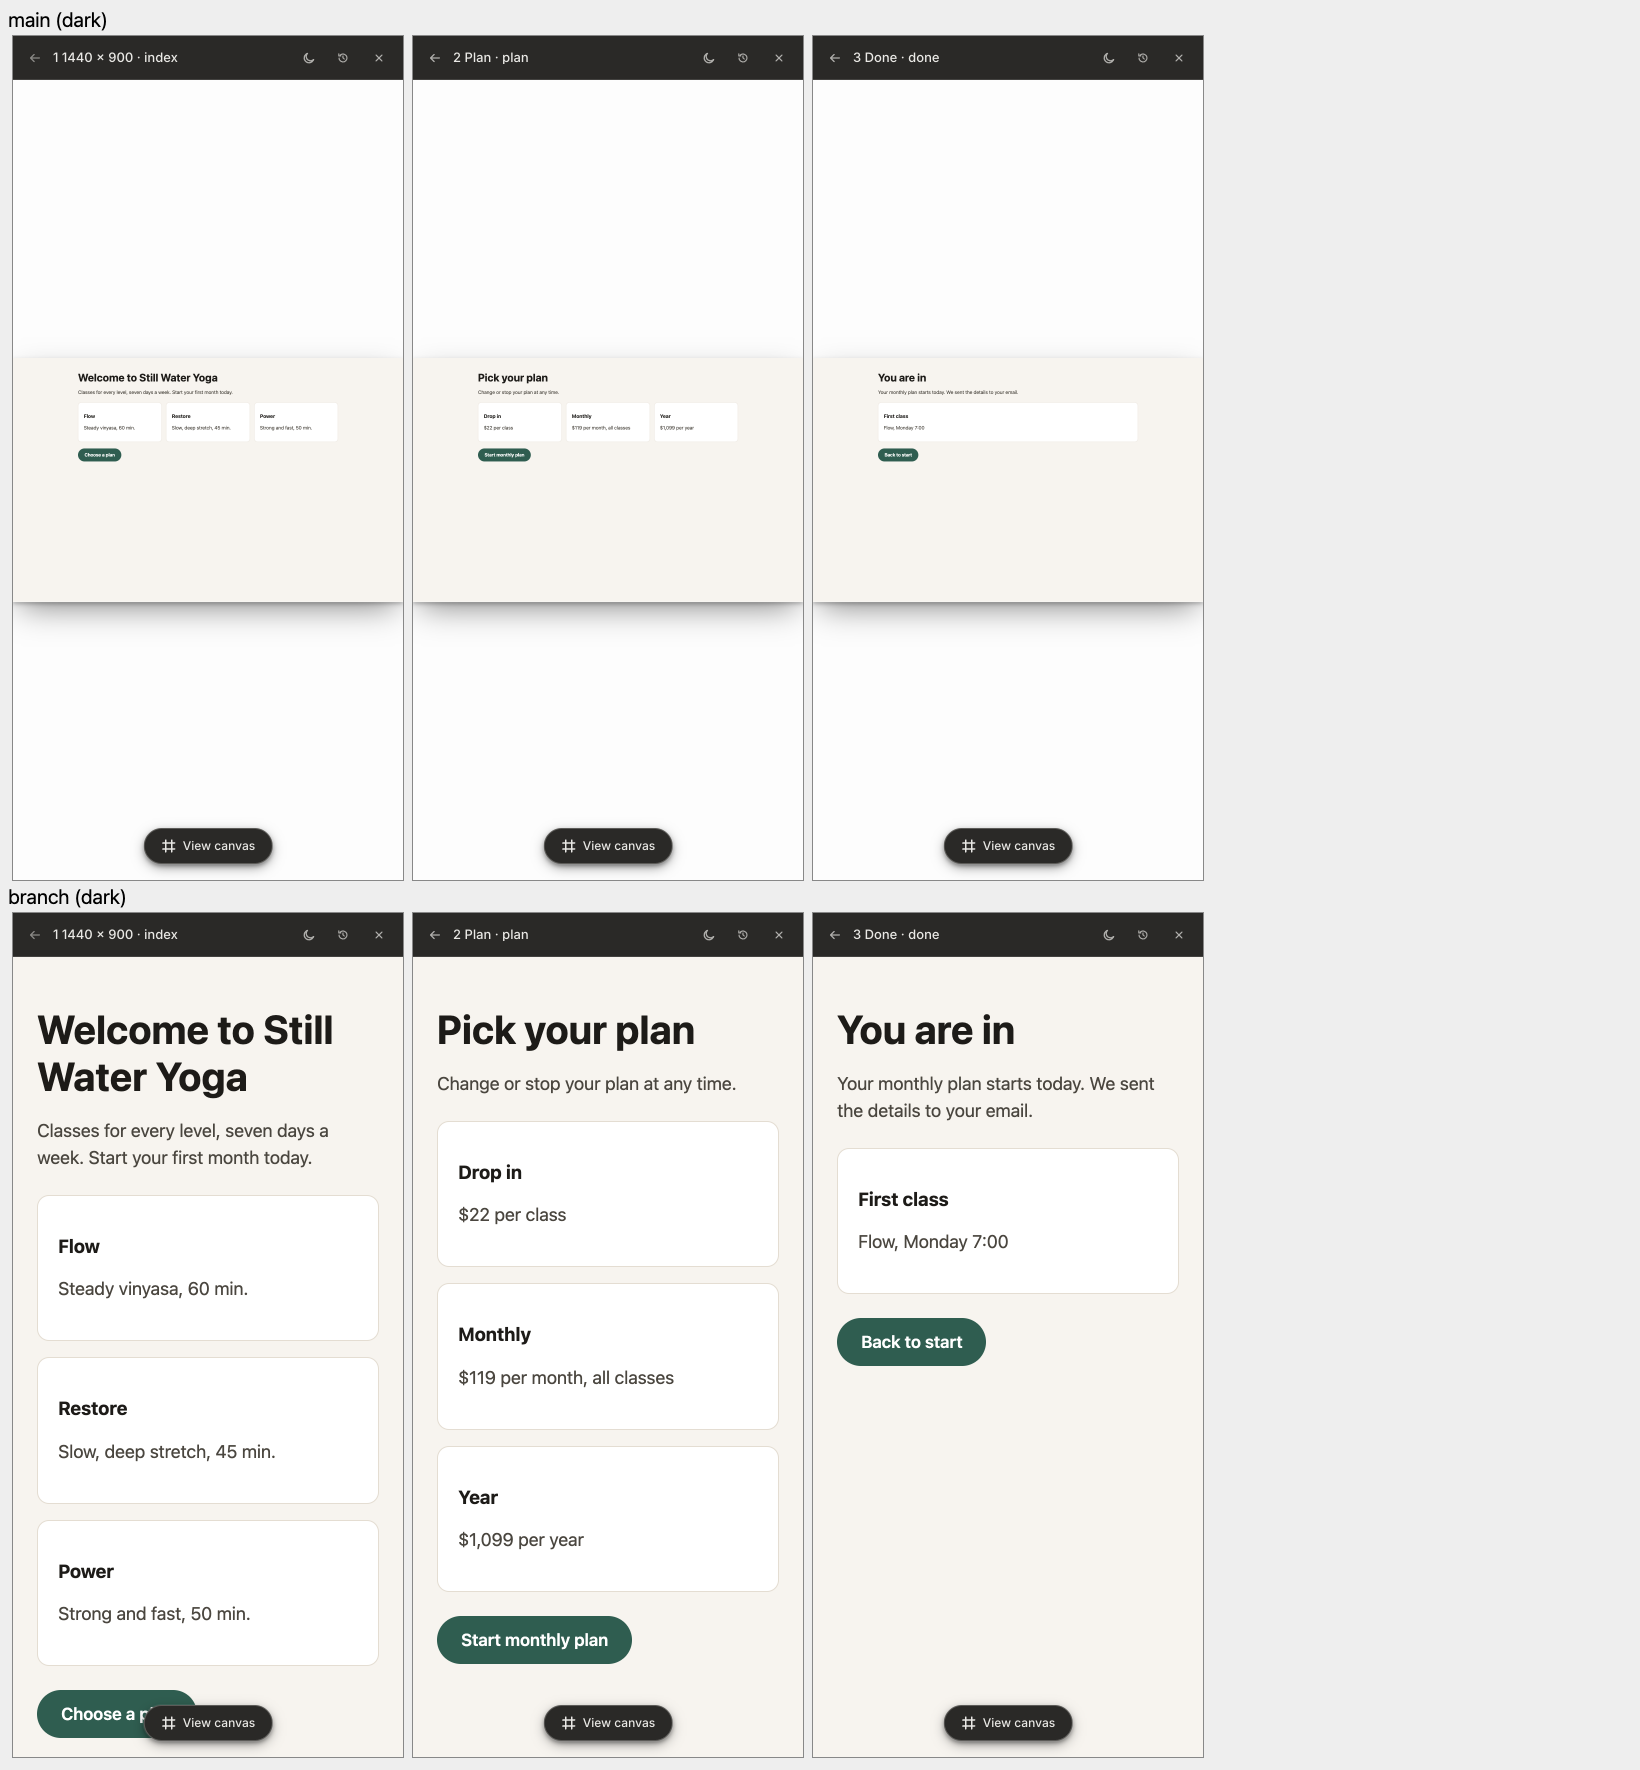 main (dark)
1 1440 × 900 · index
2 Plan · plan
3 Done · done
Welcome to Still Water Yoga
Classes for every level, seven days a week. Start your first month today.
Flow
Restore
Power
Steady vinyasa, 60 min.
Slow, deep stretch, 45 min.
Strong and fast, 50 min.
Choose a plan
Pick your plan
Change or stop your plan at any time.
Drop in
Monthly
Year
$22 per class
$119 per month, all classes
$1,099 per year
Start monthly plan
You are in
Your monthly plan starts today. We sent the details to your email.
First class
Flow, Monday 7:00
Back to start
View canvas
View canvas
View canvas
branch (dark)
1 1440 × 900 · index
2 Plan · plan
3 Done · done
Welcome to Still
Water Yoga
Classes for every level, seven days a
week. Start your first month today.
Flow
Steady vinyasa, 60 min.
Restore
Slow, deep stretch, 45 min.
Power
Strong and fast, 50 min.
Choose a p
View canvas
Pick your plan
Change or stop your plan at any time.
Drop in
$22 per class
Monthly
$119 per month, all classes
Year
$1,099 per year
Start monthly plan
View canvas
You are in
Your monthly plan starts today. We sent
the details to your email.
First class
Flow, Monday 7:00
Back to start
View canvas